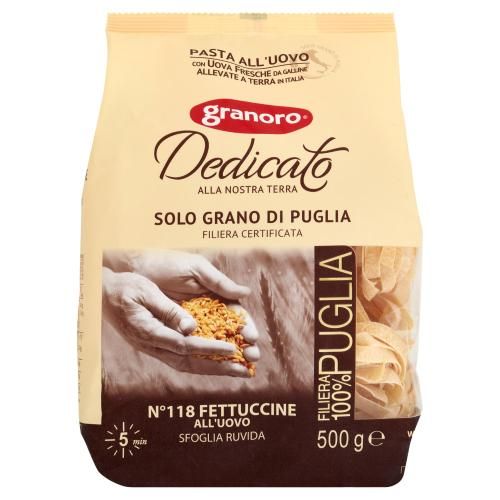 PASTA ALL'UOVO
CON UOVA FRESCHE DA GALLINE
ALLEVATE A TERRA IN ITALIA
granoro®
Dedicato
ALLA NOSTRA TERRA
SOLO GRANO DI PUGLIA
FILIERA CERTIFICATA
FILIERA
100% PUGLIA
N°118 FETTUCCINE
ALL'UOVO
SFOGLIA RUVIDA
5 min
500 g ℮